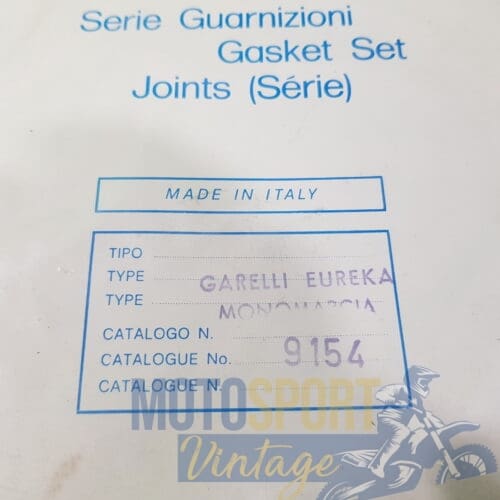 Serie Guarnizioni
Gasket Set
Joints (Série)
MADE IN ITALY
TIPO
TYPE GARELLI EUREKA
TYPE MONOMARCIA
CATALOGO N.
CATALOGUE No. 9154
CATALOGUE N.
MOTOSPORT
Vintage